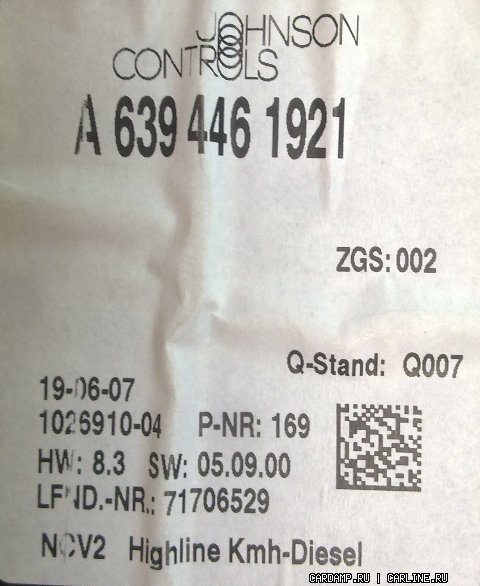 JOHNSON
CONTROLS
A 639 446 1921
ZGS: 002
Q-Stand: Q007
19-06-07
1026910-04 P-NR: 169
HW: 8.3 SW: 05.09.00
LFND.-NR.: 71706529
NCV2 Highline Kmh-Diesel
CARDAMP.RU | CARLINE.RU